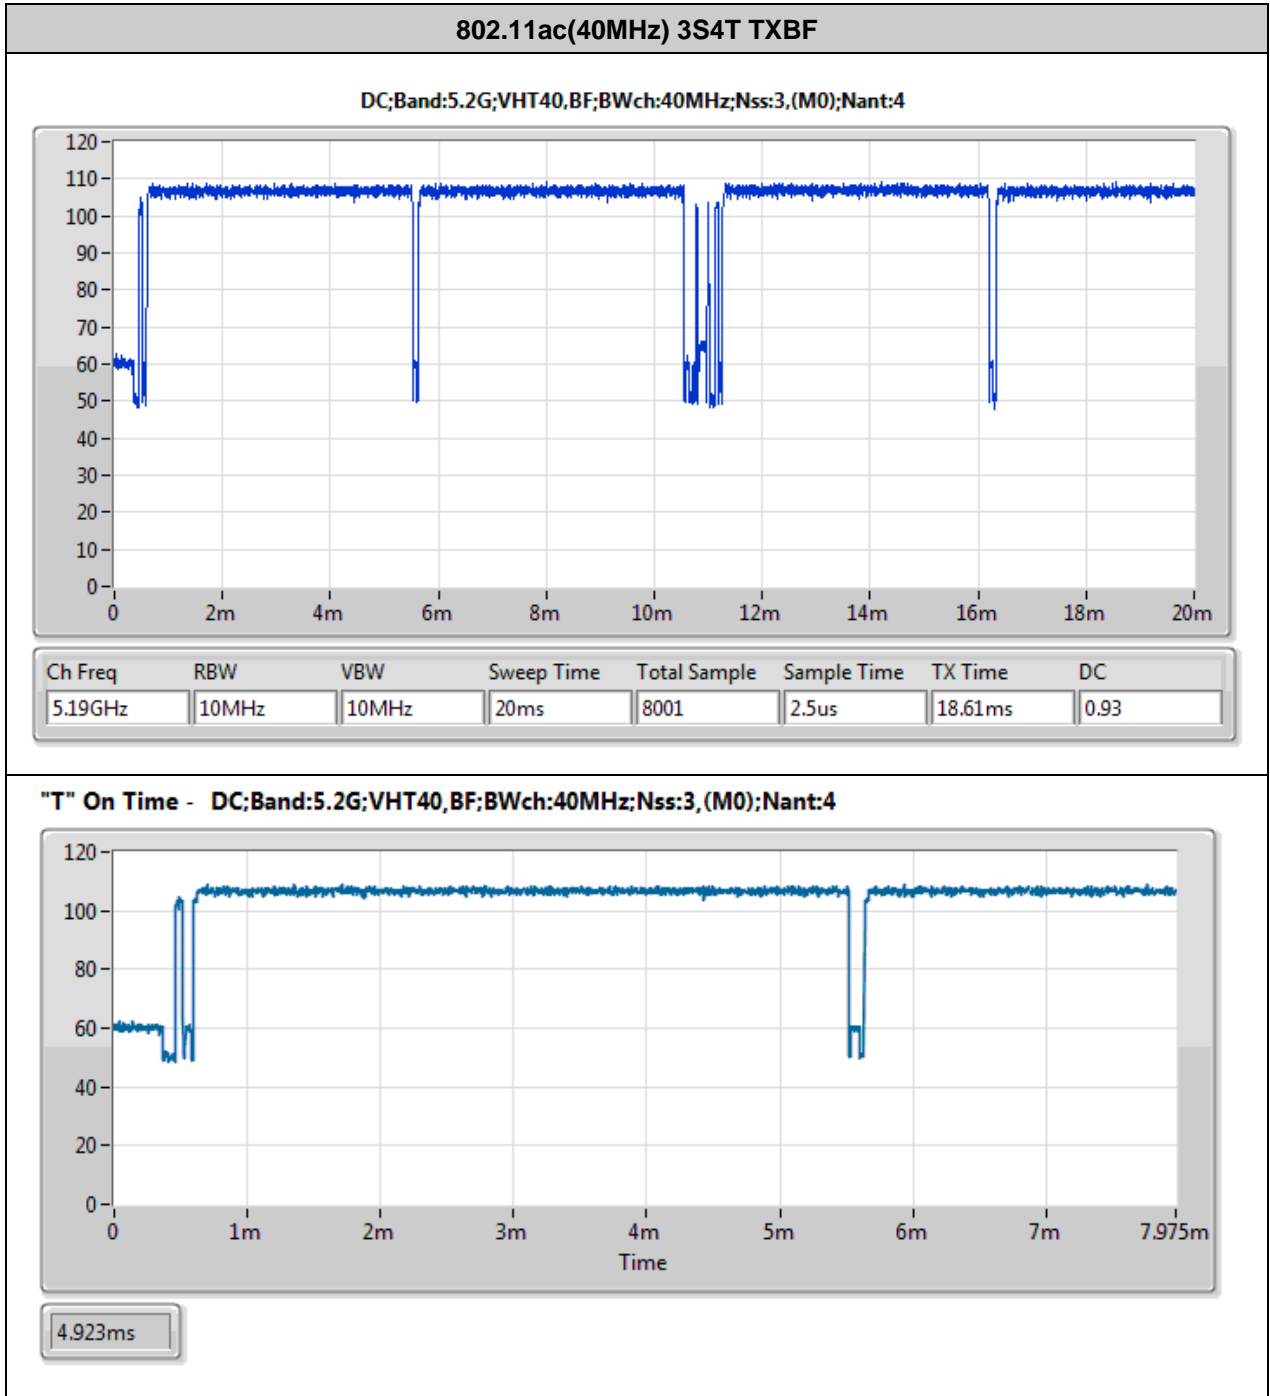 802.11ac(40MHz) 3S4T TXBF
DC;Band:5.2G;VHT40,BF;BWch:40MHz;Nss:3,(M0);Nant:4
120
110
100
90
80
70
60
50
40
30
20
10
0
0 2m 4m 6m 8m 10m 12m 14m 16m 18m 20m
Ch Freq RBW VBW Sweep Time Total Sample Sample Time TX Time DC
5.19GHz 10MHz 10MHz 20ms 8001 2.5us 18.61ms 0.93
"T" On Time - DC;Band:5.2G;VHT40,BF;BWch:40MHz;Nss:3,(M0);Nant:4
120
100
80
60
40
20
0
0 1m 2m 3m 4m 5m 6m 7m 7.975m
Time
4.923ms